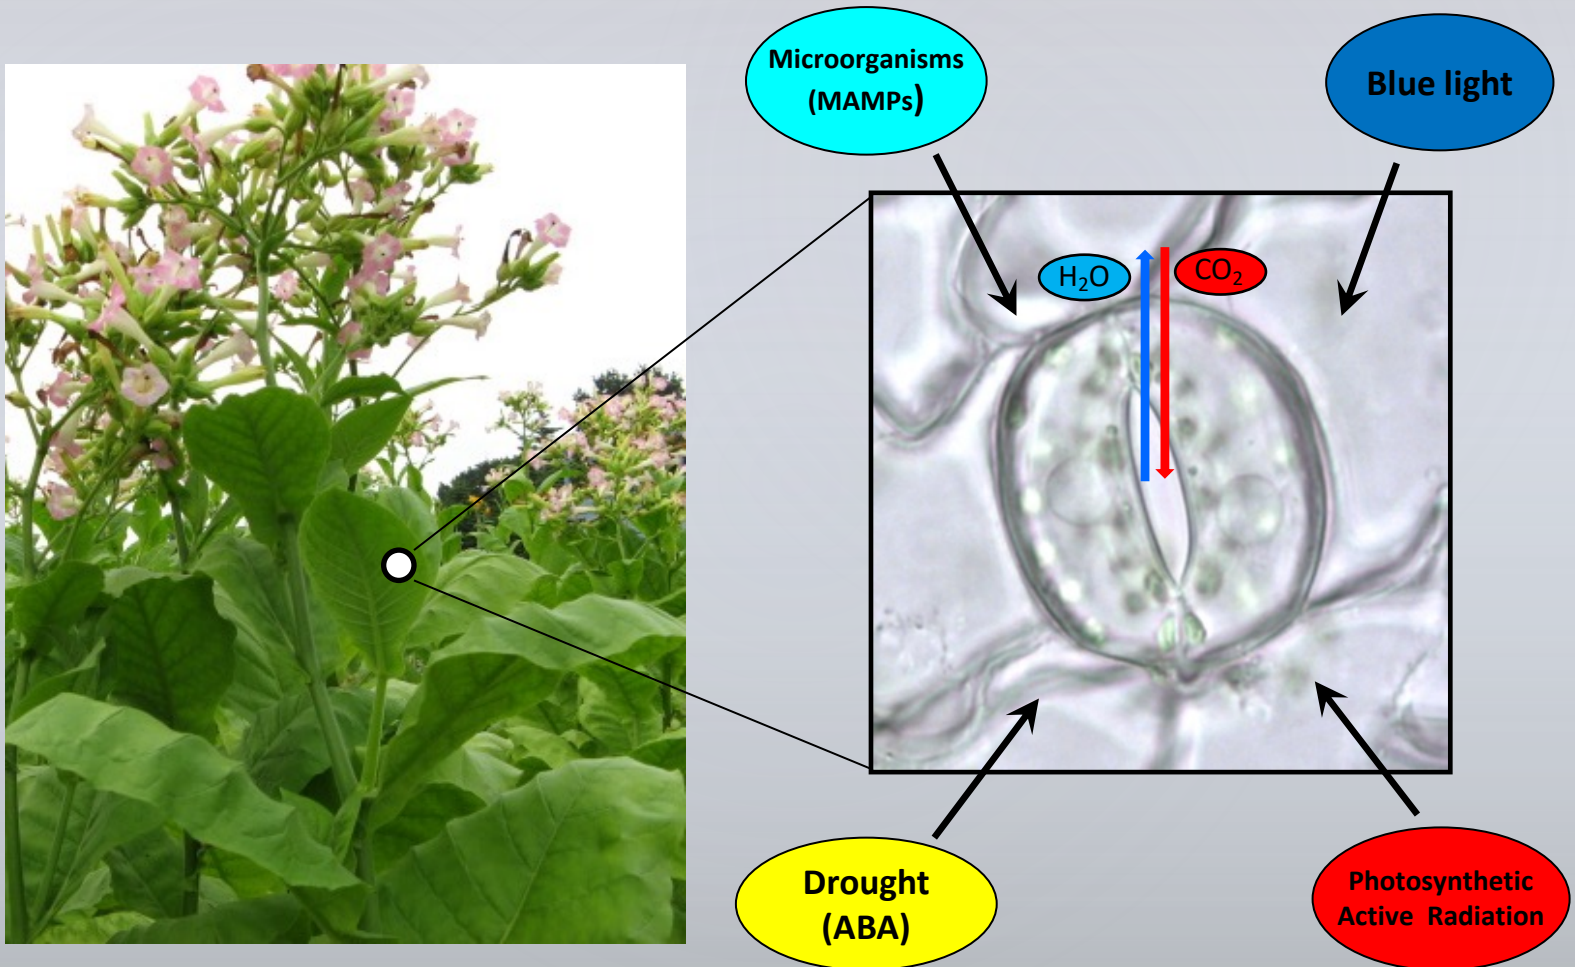 Microorganisms
(MAMPs)
Blue light
H₂O
CO₂
Drought
(ABA)
Photosynthetic
Active Radiation